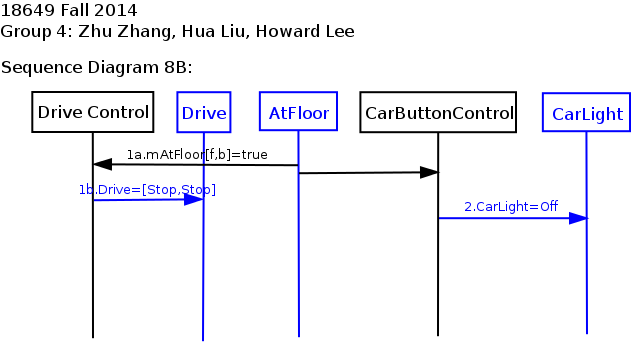 18649 Fall 2014
Group 4: Zhu Zhang, Hua Liu, Howard Lee
Sequence Diagram 8B:
Drive Control
Drive
AtFloor
CarButtonControl
CarLight
1a.mAtFloor[f,b]=true
1b.Drive=[Stop,Stop]
2.CarLight=Off